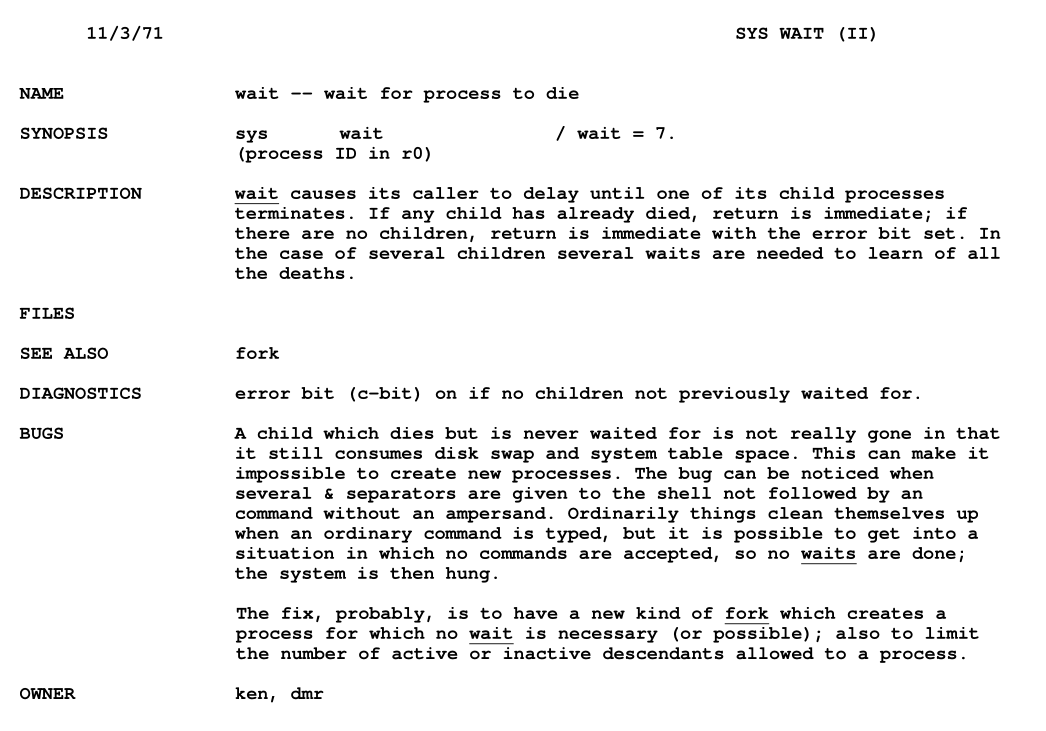 11/3/71 SYS WAIT (II)
NAME wait -- wait for process to die
SYNOPSIS sys wait / wait = 7.
(process ID in r0)
DESCRIPTION wait causes its caller to delay until one of its child processes
terminates. If any child has already died, return is immediate; if
there are no children, return is immediate with the error bit set. In
the case of several children several waits are needed to learn of all
the deaths.
FILES
SEE ALSO fork
DIAGNOSTICS error bit (c-bit) on if no children not previously waited for.
BUGS A child which dies but is never waited for is not really gone in that
it still consumes disk swap and system table space. This can make it
impossible to create new processes. The bug can be noticed when
several & separators are given to the shell not followed by an
command without an ampersand. Ordinarily things clean themselves up
when an ordinary command is typed, but it is possible to get into a
situation in which no commands are accepted, so no waits are done;
the system is then hung.
The fix, probably, is to have a new kind of fork which creates a
process for which no wait is necessary (or possible); also to limit
the number of active or inactive descendants allowed to a process.
OWNER ken, dmr